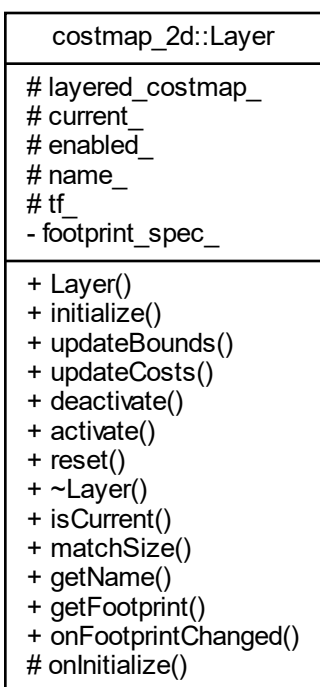 costmap_2d::Layer
# layered_costmap_
# current_
# enabled_
# name_
# tf_
- footprint_spec_
+ Layer()
+ initialize()
+ updateBounds()
+ updateCosts()
+ deactivate()
+ activate()
+ reset()
+ ~Layer()
+ isCurrent()
+ matchSize()
+ getName()
+ getFootprint()
+ onFootprintChanged()
# onInitialize()